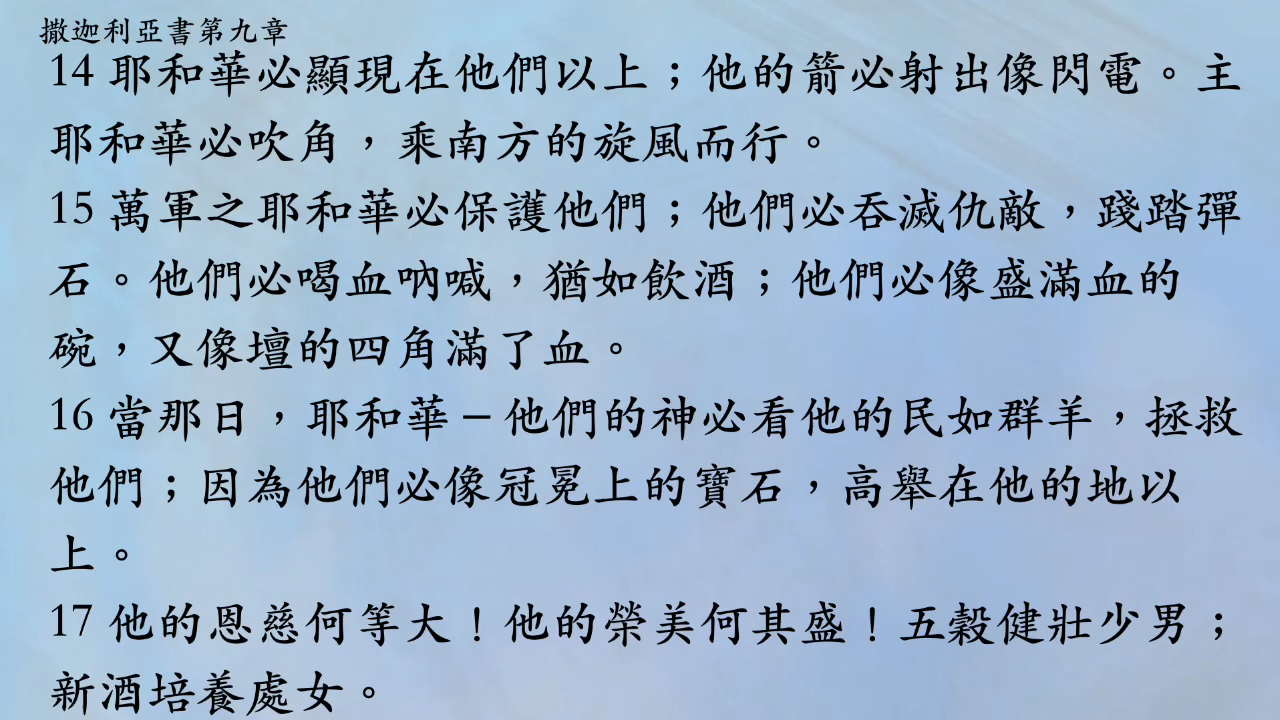 撒迦利亞書第九章
14 耶和華必顯現在他們以上；他的箭必射出像閃電。主
耶和華必吹角，乘南方的旋風而行。
15 萬軍之耶和華必保護他們；他們必吞滅仇敵，踐踏彈
石。他們必喝血吶喊，猶如飲酒；他們必像盛滿血的
碗，又像壇的四角滿了血。
16 當那日，耶和華－他們的神必看他的民如群羊，拯救
他們；因為他們必像冠冕上的寶石，高舉在他的地以
上。
17 他的恩慈何等大！他的榮美何其盛！五穀健壯少男；
新酒培養處女。